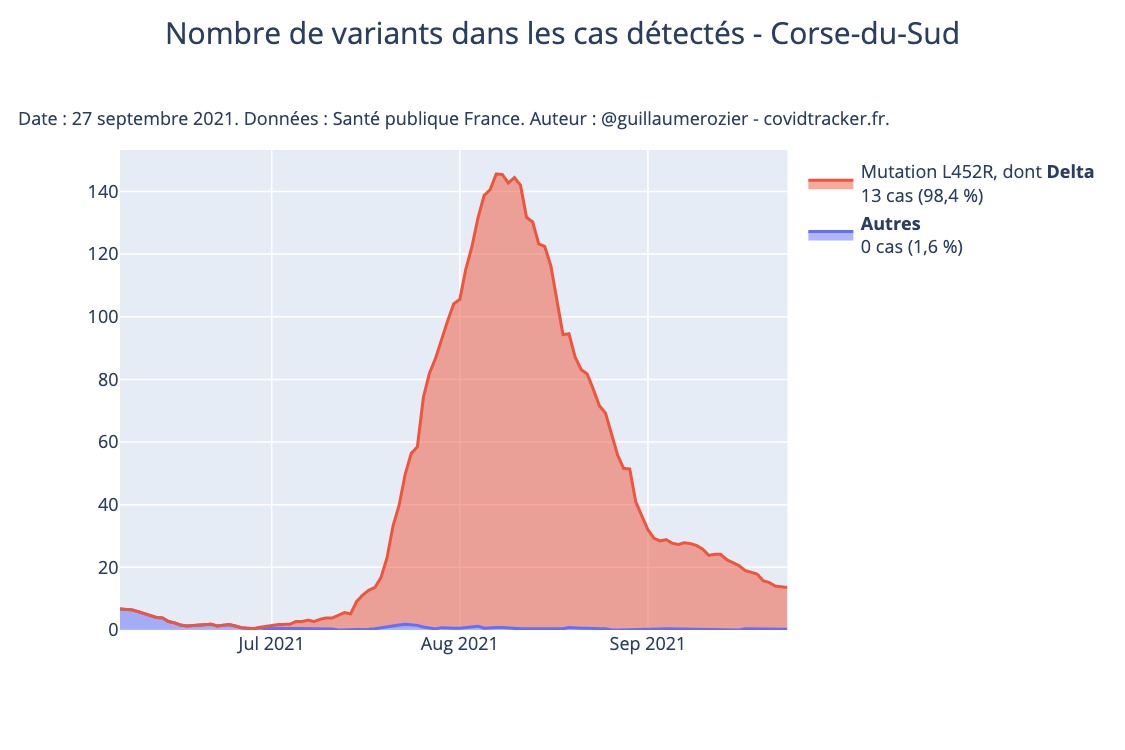 Nombre de variants dans les cas détectés - Corse-du-Sud
Date : 27 septembre 2021. Données : Santé publique France. Auteur : @guillaumerozier - covidtracker.fr.
Mutation L452R, dont Delta
13 cas (98,4 %)
Autres
0 cas (1,6 %)
140
120
100
80
60
40
20
0
Jul 2021 Aug 2021 Sep 2021